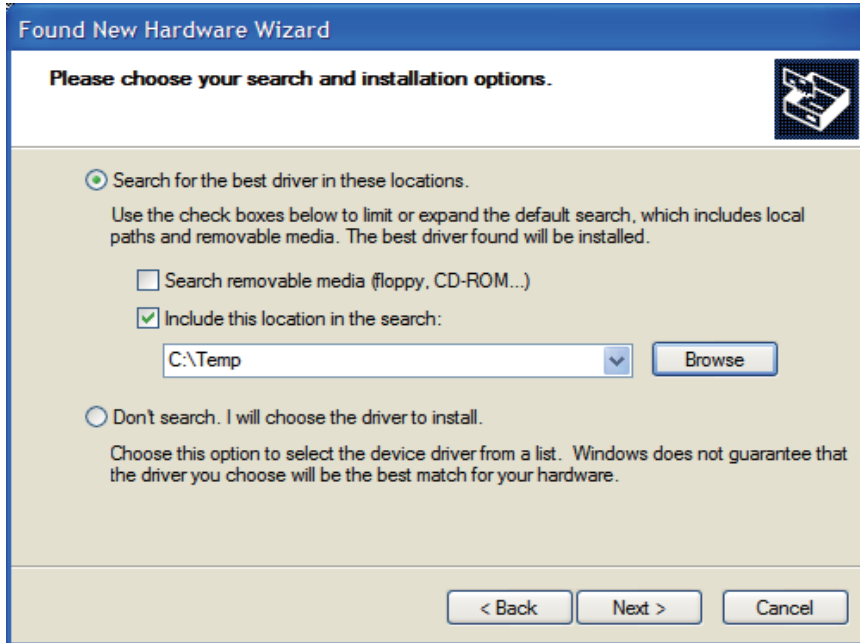 Found New Hardware Wizard
Please choose your search and installation options.
Search for the best driver in these locations.
Use the check boxes below to limit or expand the default search, which includes local
paths and removable media. The best driver found will be installed.
Search removable media (floppy, CD-ROM...)
Include this location in the search:
C:\Temp
Browse
Don't search. I will choose the driver to install.
Choose this option to select the device driver from a list. Windows does not guarantee that
the driver you choose will be the best match for your hardware.
< Back
Next >
Cancel